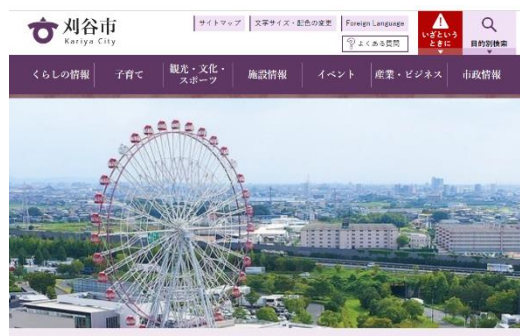 刈谷市
Kariya City
サイトマップ
文字サイズ・配色の変更
Foreign Language
よくある質問
いざという
ときに
目的別検索
くらしの情報
子育て
観光・文化・
スポーツ
施設情報
イベント
産業・ビジネス
市政情報